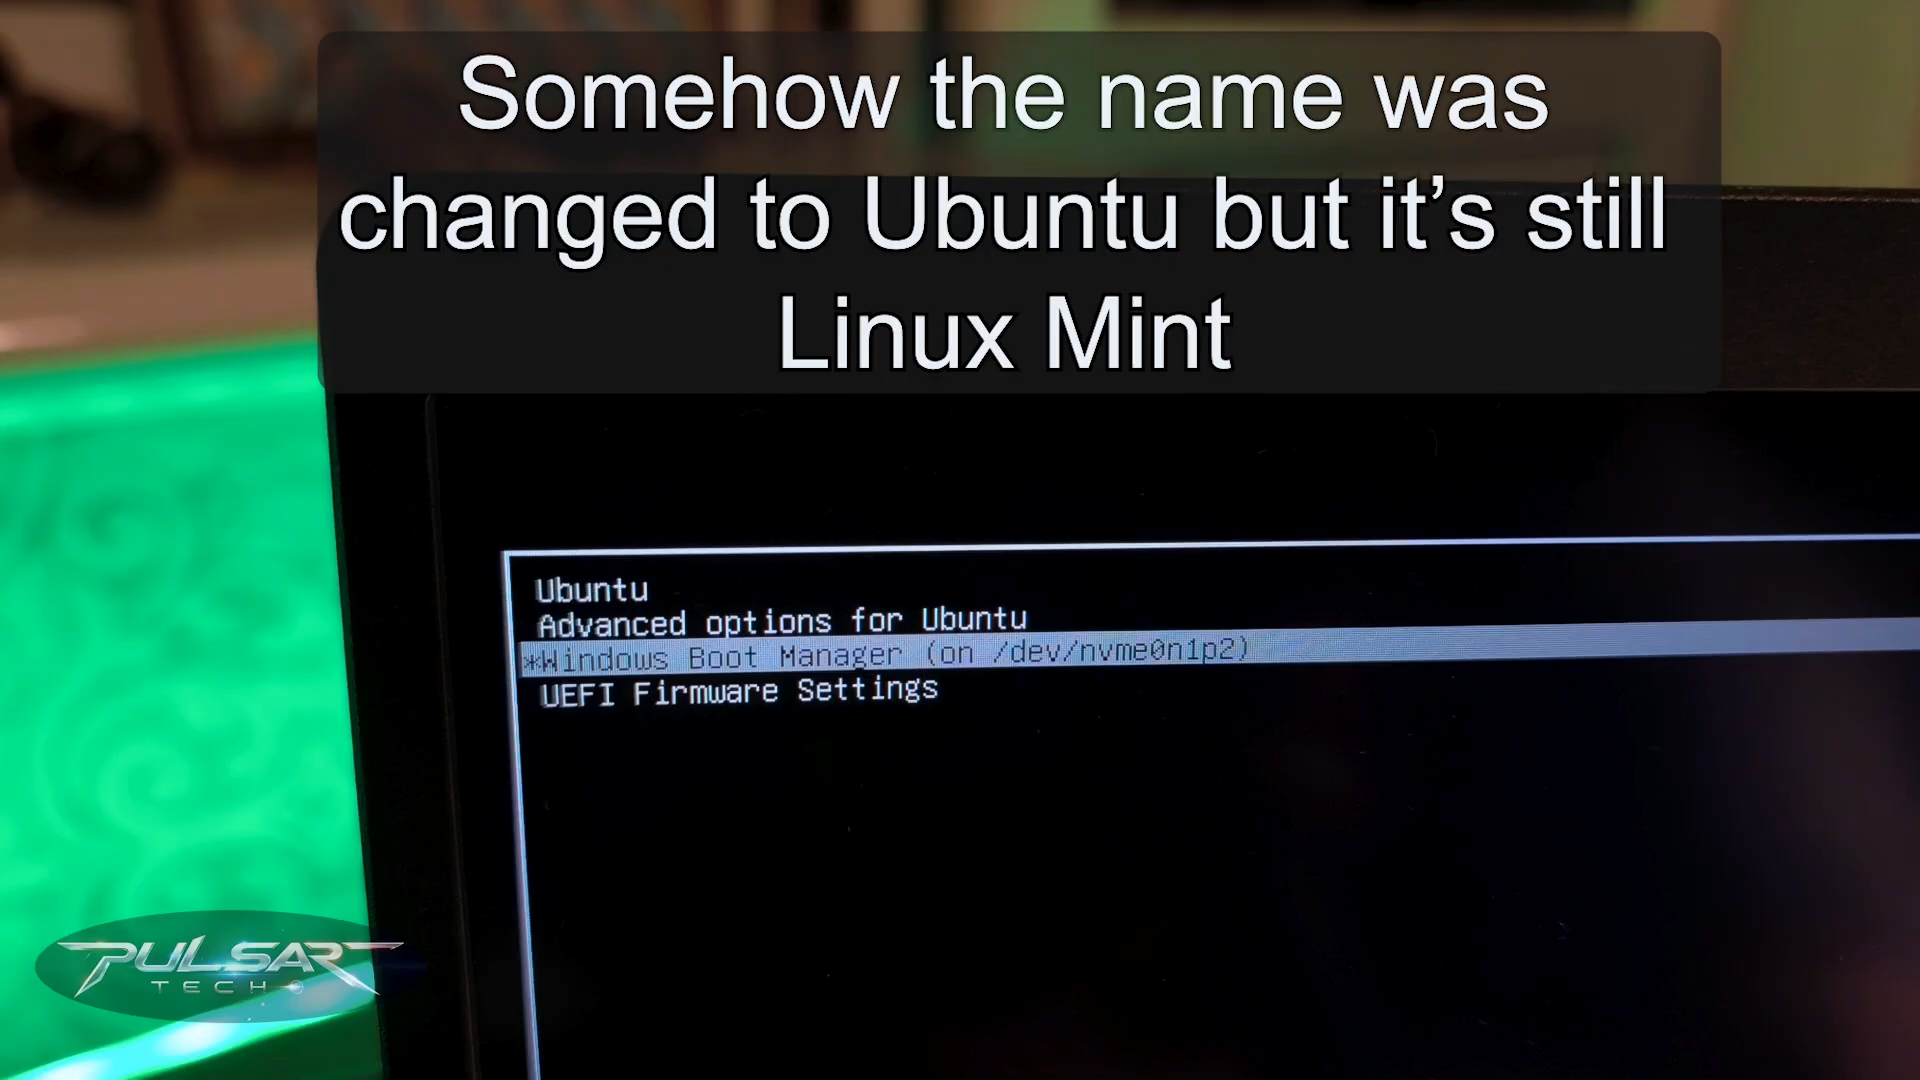 Somehow the name was
changed to Ubuntu but it’s still
Linux Mint
Ubuntu
Advanced options for Ubuntu
*Windows Boot Manager (on /dev/nvme0n1p2)
UEFI Firmware Settings
PULSAR
TECH